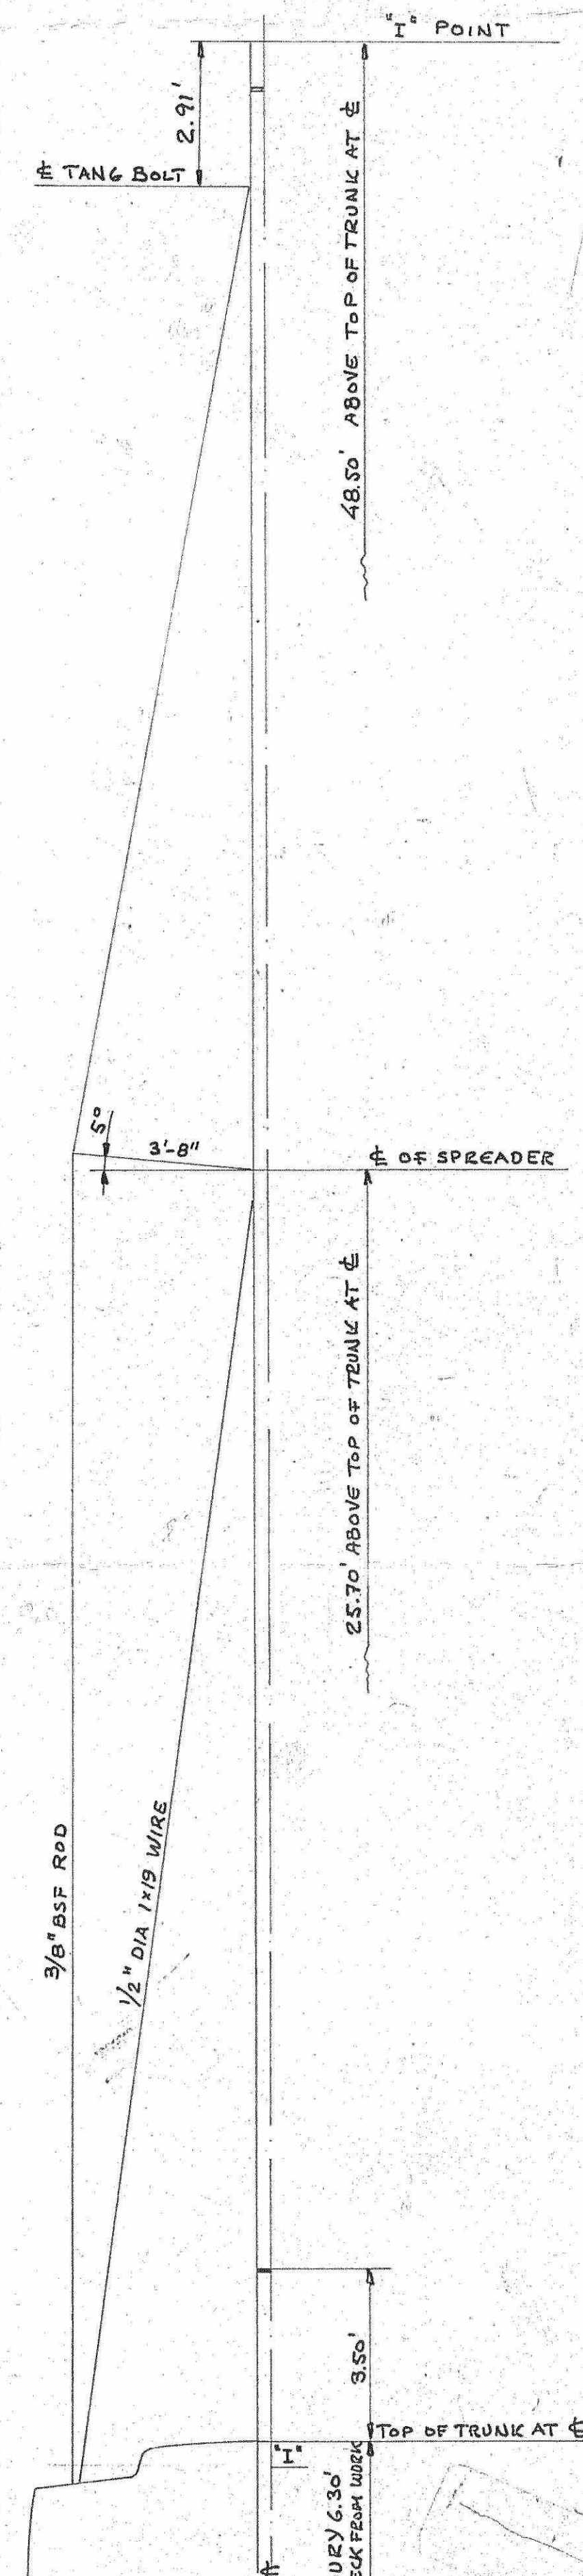 "I" POINT
2.91'
℄ TANG BOLT
48.50' ABOVE TOP OF TRUNK AT ℄
5°
3'-8"
℄ OF SPREADER
25.70' ABOVE TOP OF TRUNK AT ℄
3/8" BSF ROD
1/2" DIA 1x19 WIRE
3.50'
TOP OF TRUNK AT ℄
"I"
URY 6.30'
ECK FROM WORK